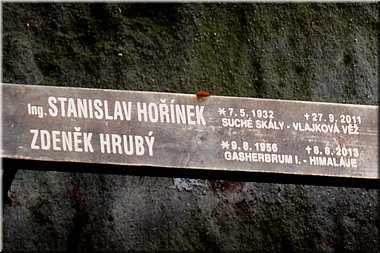 Ing. STANISLAV HOŘÍNEK *7.5.1932 +27.9.2011
SUCHÉ SKÁLY - VLAJKOVÁ VĚŽ
ZDENĚK HRUBÝ *9.8.1956 +8.8.2013
GASHERBRUM I. - HIMALÁJE